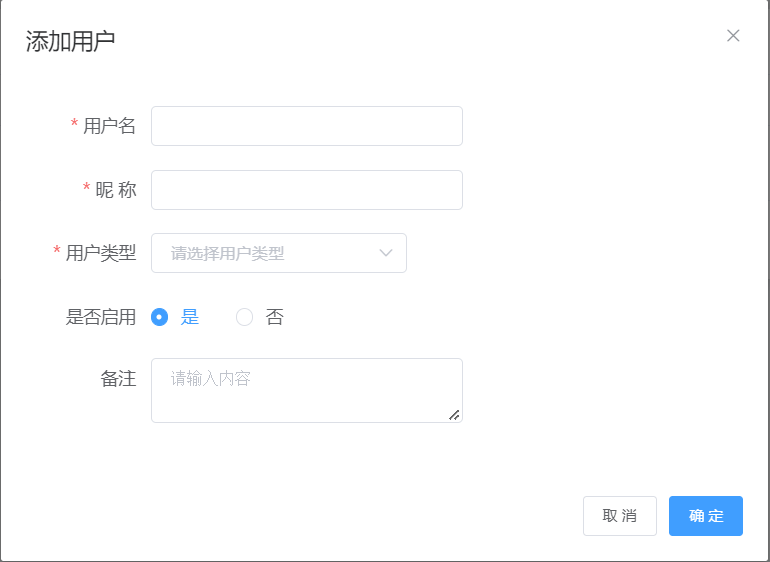 添加用户
* 用户名
* 昵 称
* 用户类型 请选择用户类型
是否启用 是 否
备注 请输入内容
取 消 确 定